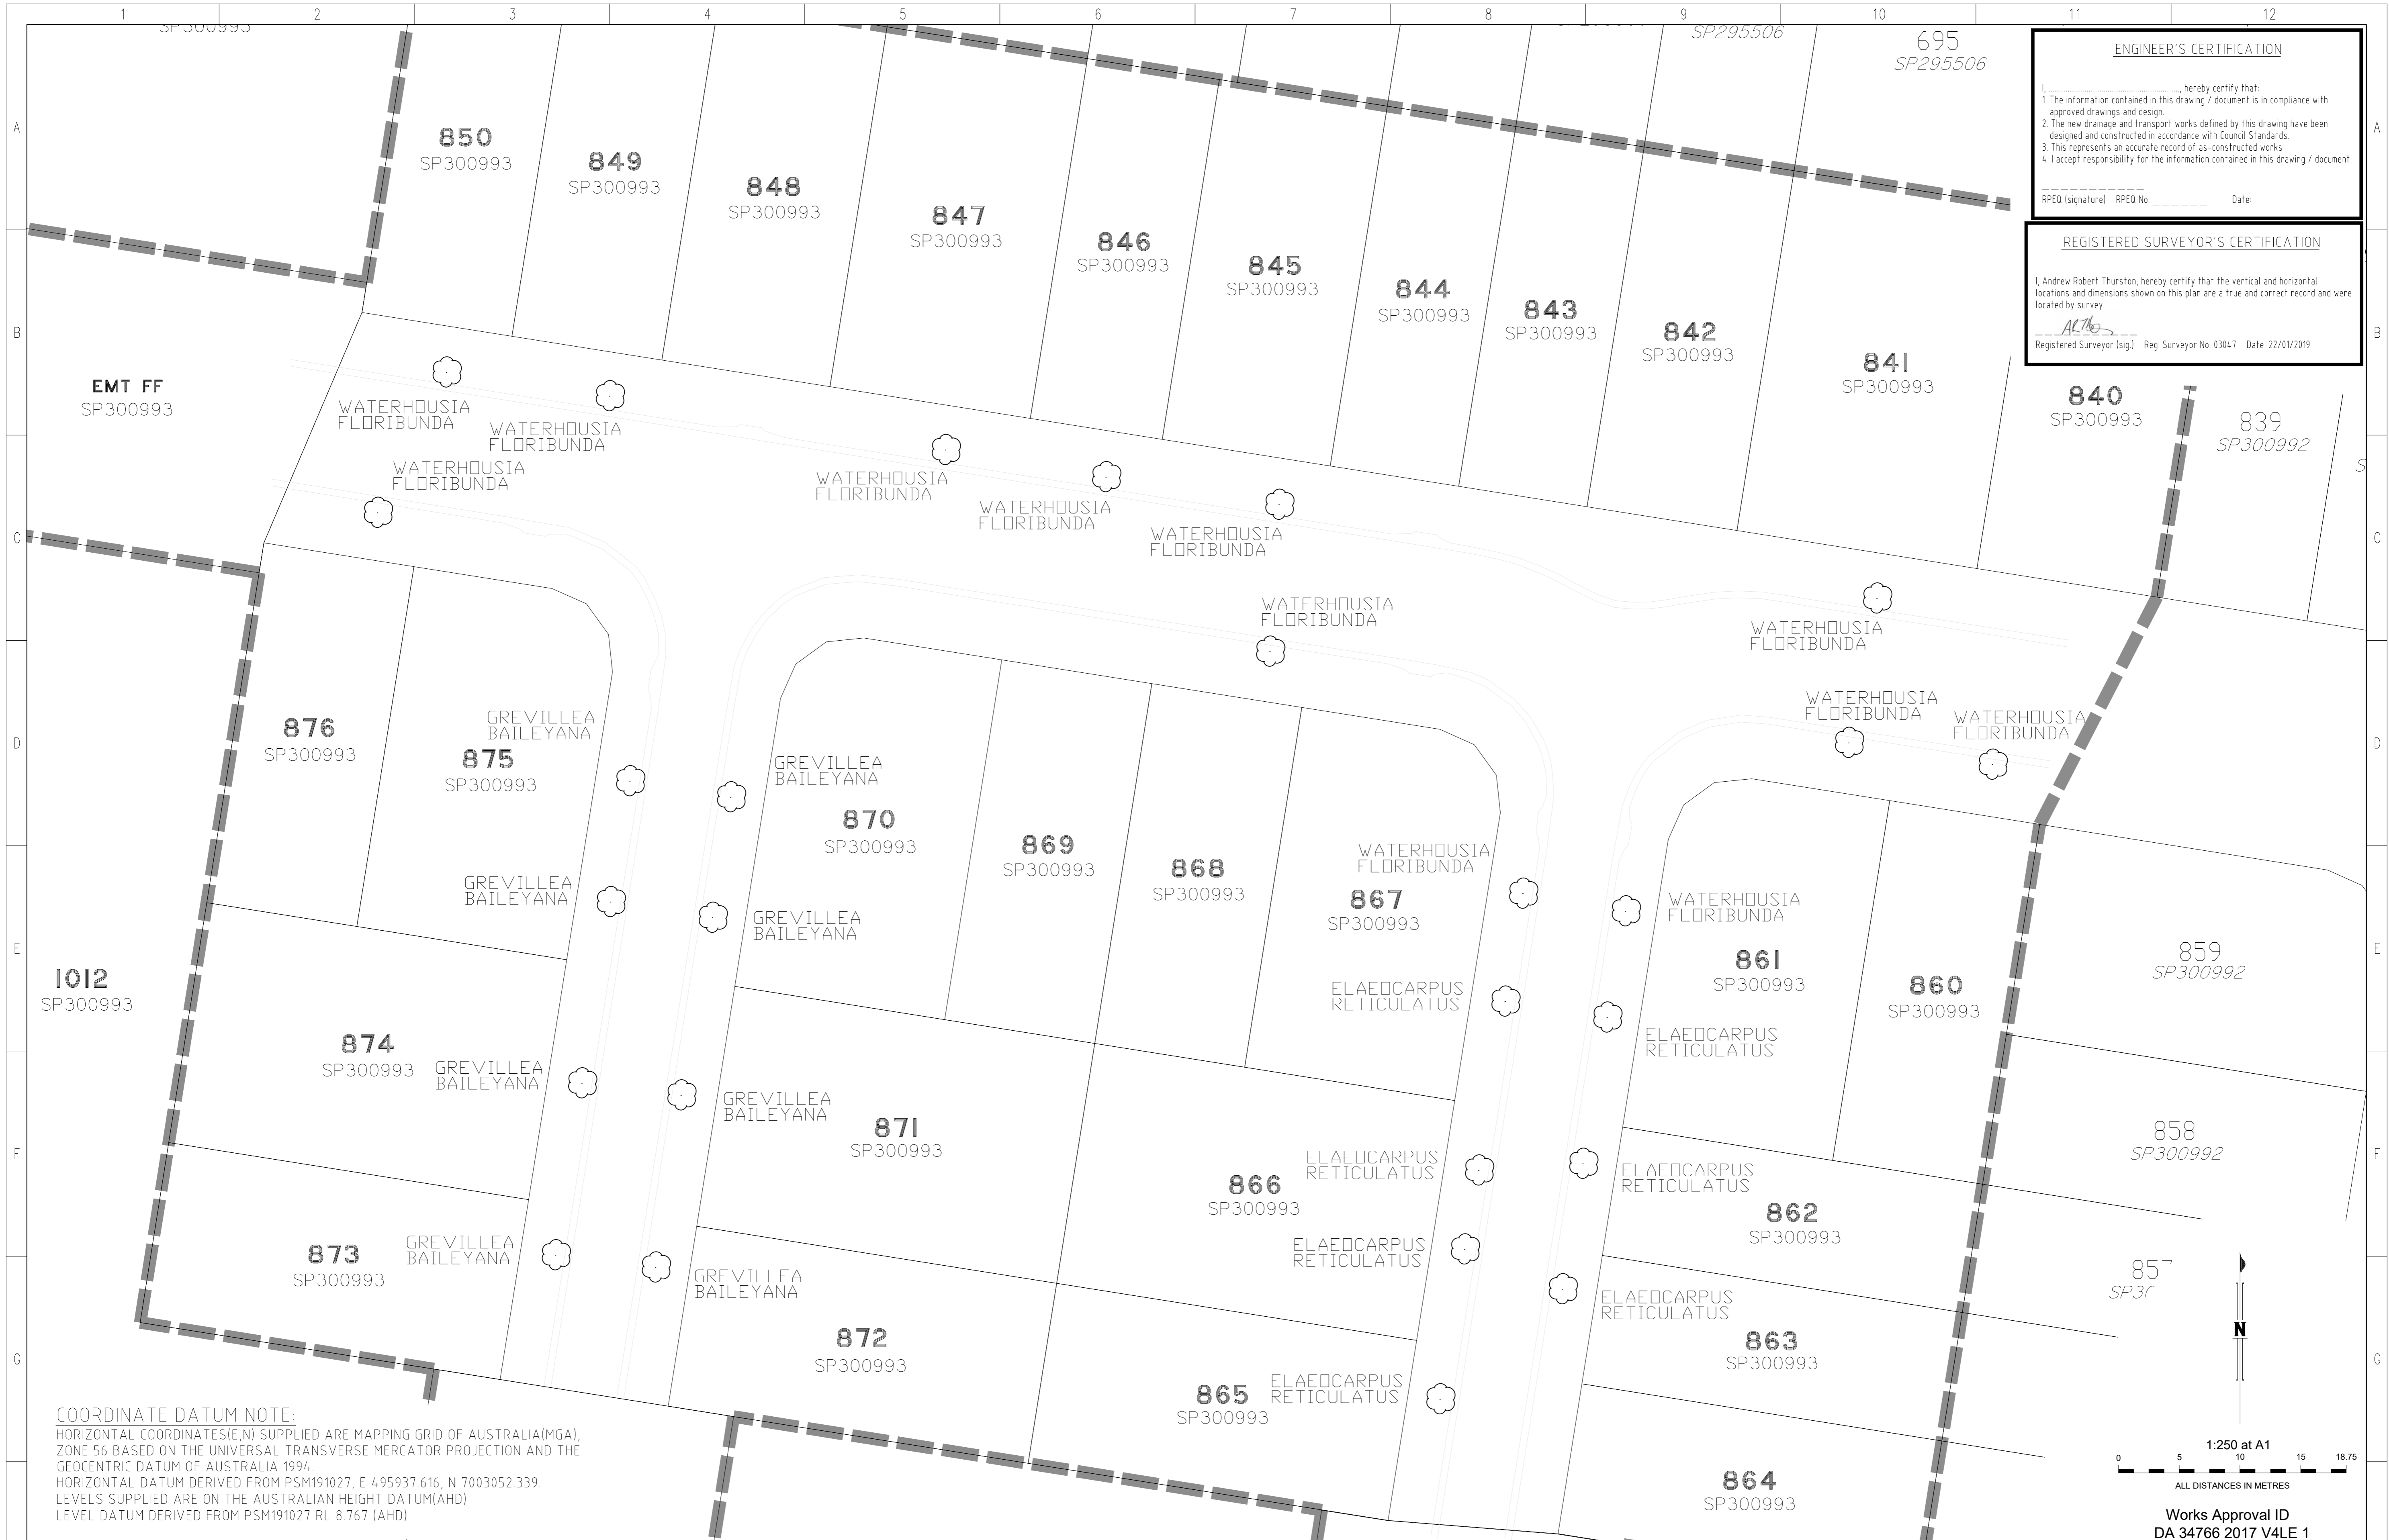 1 2 3 4 5 6 7 8 9 10 11 12
SP300993
SP295506
695
SP295506
ENGINEER'S CERTIFICATION
I, ........................, hereby certify that:
1. The information contained in this drawing / document is in compliance with
approved drawings and design.
2. The new drainage and transport works defined by this drawing have been
designed and constructed in accordance with Council Standards.
3. This represents an accurate record of as-constructed works
4. I accept responsibility for the information contained in this drawing / document.
RPEQ (signature) RPEQ No. _ _ _ _ _ _ Date:
REGISTERED SURVEYOR'S CERTIFICATION
I, Andrew Robert Thurston, hereby certify that the vertical and horizontal
locations and dimensions shown on this plan are a true and correct record and were
located by survey.
Registered Surveyor (sig.) Reg. Surveyor No. 03047 Date: 22/01/2019
A
A
850
SP300993
849
SP300993
848
SP300993
847
SP300993
846
SP300993
845
SP300993
844
SP300993
843
SP300993
842
SP300993
841
SP300993
840
SP300993
839
SP300992
S
B
B
EMT FF
SP300993
WATERHOUSIA
FLORIBUNDA
WATERHOUSIA
FLORIBUNDA
WATERHOUSIA
FLORIBUNDA
WATERHOUSIA
FLORIBUNDA
WATERHOUSIA
FLORIBUNDA
WATERHOUSIA
FLORIBUNDA
C
C
WATERHOUSIA
FLORIBUNDA
WATERHOUSIA
FLORIBUNDA
WATERHOUSIA
FLORIBUNDA
WATERHOUSIA
FLORIBUNDA
D
D
876
SP300993
GREVILLEA
BAILEYANA
875
SP300993
GREVILLEA
BAILEYANA
870
SP300993
869
SP300993
868
SP300993
WATERHOUSIA
FLORIBUNDA
867
SP300993
WATERHOUSIA
FLORIBUNDA
GREVILLEA
BAILEYANA
GREVILLEA
BAILEYANA
E
E
1012
SP300993
ELAEOCARPUS
RETICULATUS
861
SP300993
860
SP300993
859
SP300992
ELAEOCARPUS
RETICULATUS
874
SP300993
GREVILLEA
BAILEYANA
GREVILLEA
BAILEYANA
871
SP300993
858
SP300992
F
F
ELAEOCARPUS
RETICULATUS
866
SP300993
ELAEOCARPUS
RETICULATUS
862
SP300993
873
SP300993
GREVILLEA
BAILEYANA
GREVILLEA
BAILEYANA
ELAEOCARPUS
RETICULATUS
ELAEOCARPUS
RETICULATUS
863
SP300993
G
G
872
SP300993
865
SP300993
ELAEOCARPUS
RETICULATUS
864
SP300993
N
1:250 at A1
0 5 10 15 18.75
ALL DISTANCES IN METRES
Works Approval ID
DA 34766 2017 V4LE 1
COORDINATE DATUM NOTE:
HORIZONTAL COORDINATES(E,N) SUPPLIED ARE MAPPING GRID OF AUSTRALIA(MGA),
ZONE 56 BASED ON THE UNIVERSAL TRANSVERSE MERCATOR PROJECTION AND THE
GEOCENTRIC DATUM OF AUSTRALIA 1994.
HORIZONTAL DATUM DERIVED FROM PSM191027, E 495937.616, N 7003052.339.
LEVELS SUPPLIED ARE ON THE AUSTRALIAN HEIGHT DATUM(AHD)
LEVEL DATUM DERIVED FROM PSM191027 RL 8.767 (AHD)